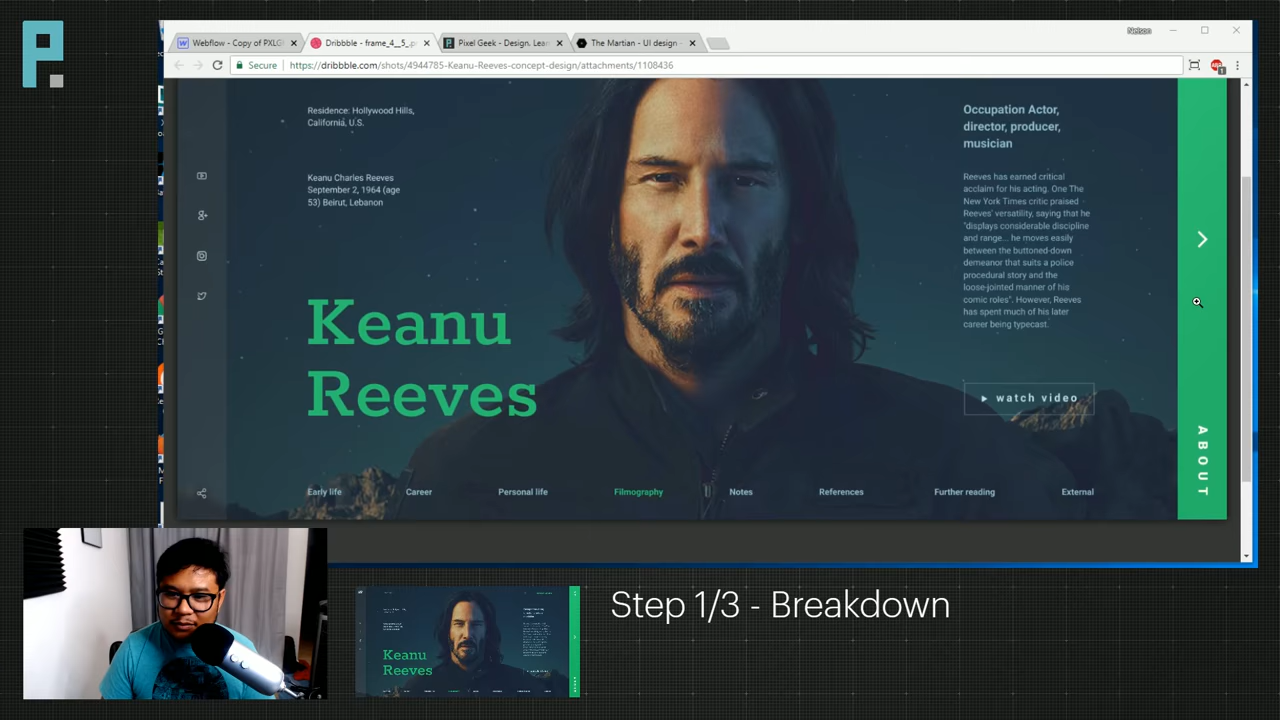 Nelson
Webflow - Copy of PXLG
Dribbble - frame_4__5_.p
Pixel Geek - Design. Lear
The Martian - UI design -
Secure
https://dribbble.com/shots/4944785-Keanu-Reeves-concept-design/attachments/1108436
Residence: Hollywood Hills,
California, U.S.
Keanu Charles Reeves
September 2, 1964 (age
53) Beirut, Lebanon
Keanu
Reeves
Occupation Actor,
director, producer,
musician
Reeves has earned critical
acclaim for his acting. One The
New York Times critic praised
Reeves' versatility, saying that he
"displays considerable discipline
and range... he moves easily
between the buttoned-down
demeanor that suits a police
procedural story and the
loose-jointed manner of his
comic roles". However, Reeves
has spent much of his later
career being typecast.
watch video
ABOUT
Early life
Career
Personal life
Filmography
Notes
References
Further reading
External
Keanu
Reeves
Step 1/3 - Breakdown